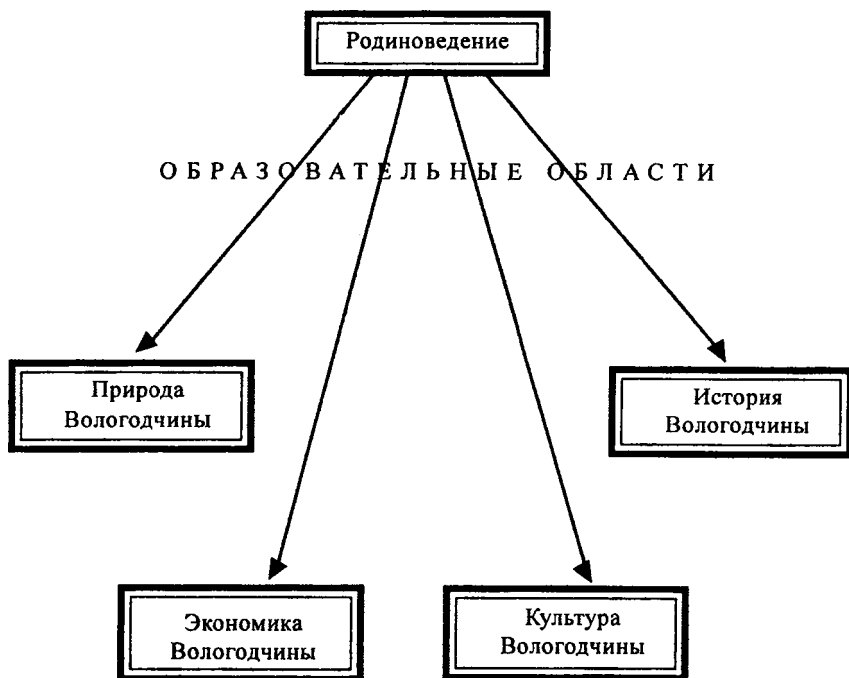 Родиноведение
ОБРАЗОВАТЕЛЬНЫЕ ОБЛАСТИ
Природа
Вологодчины
История
Вологодчины
Экономика
Вологодчины
Культура
Вологодчины